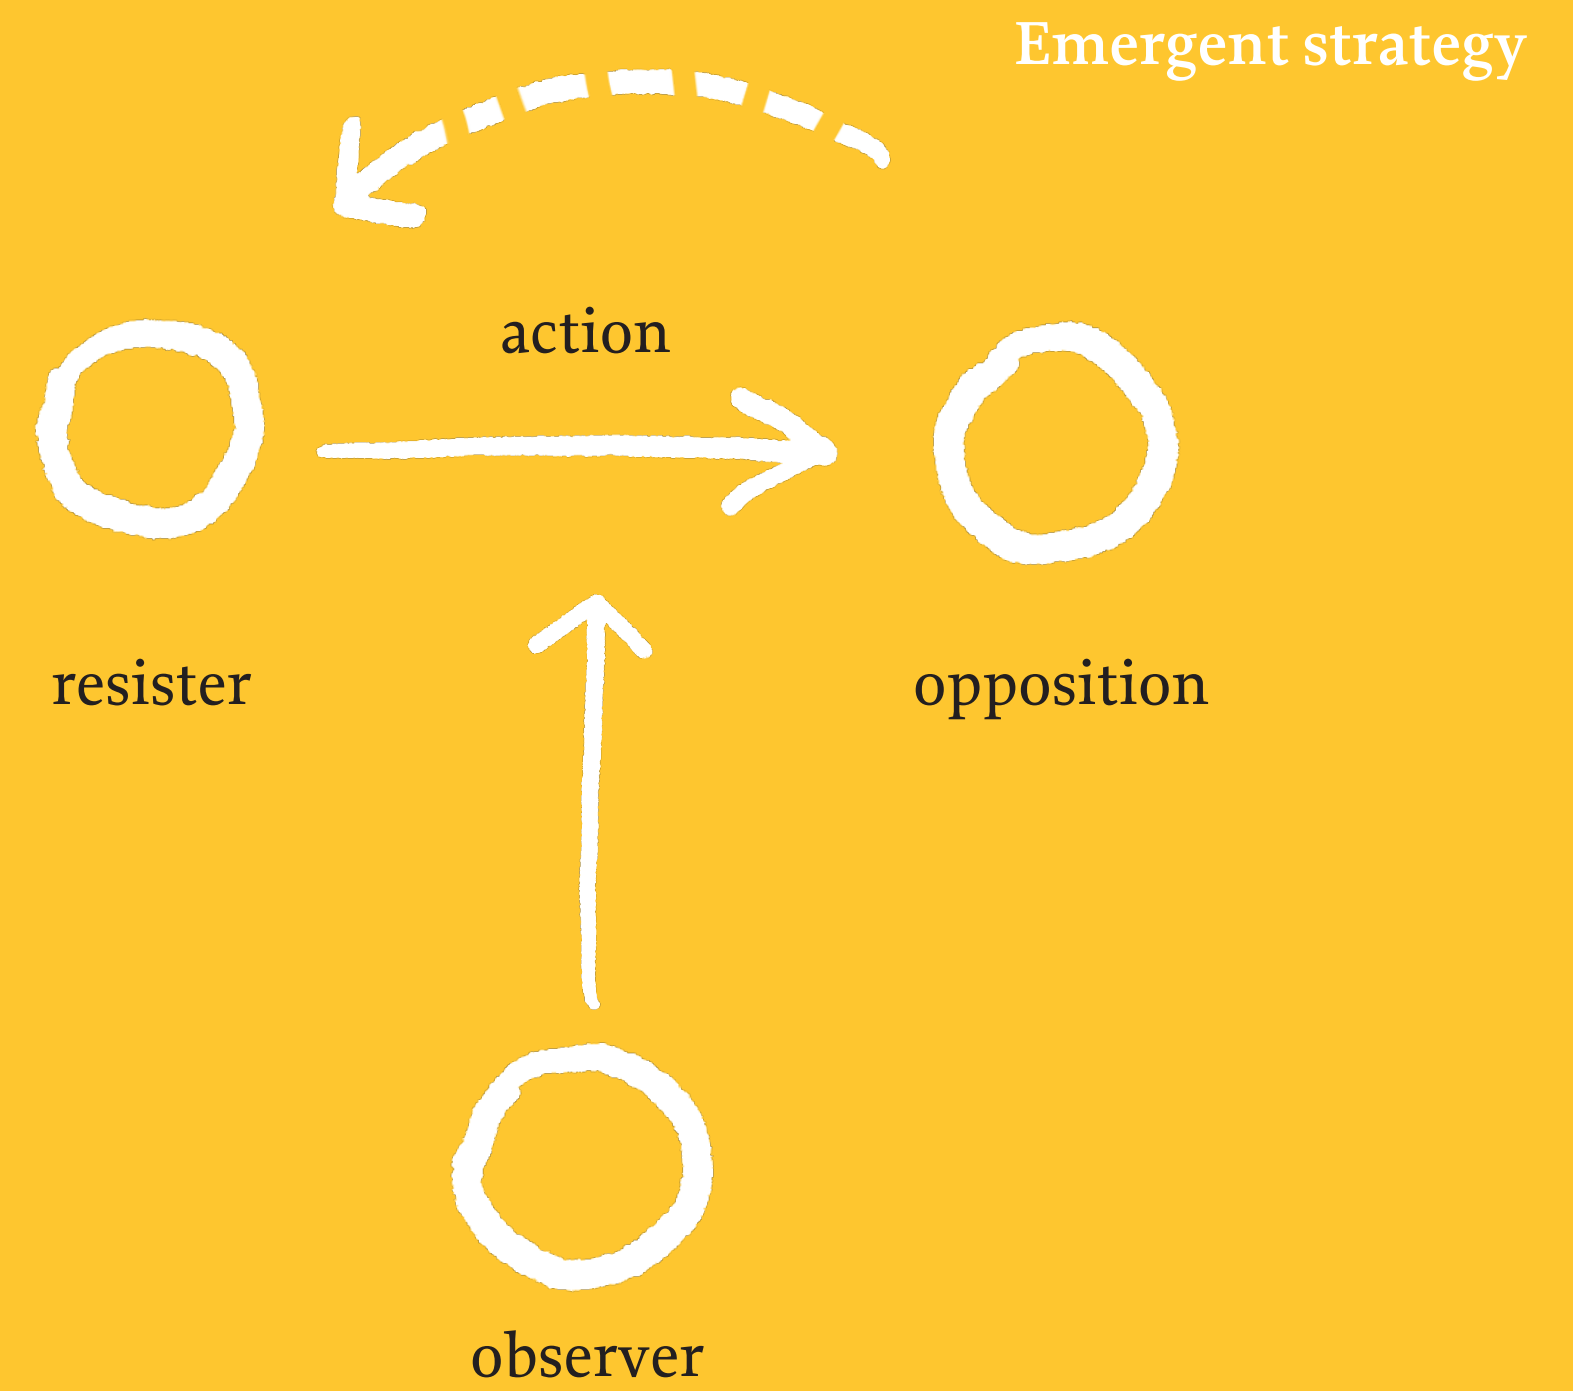 Emergent strategy
action
resister
opposition
observer